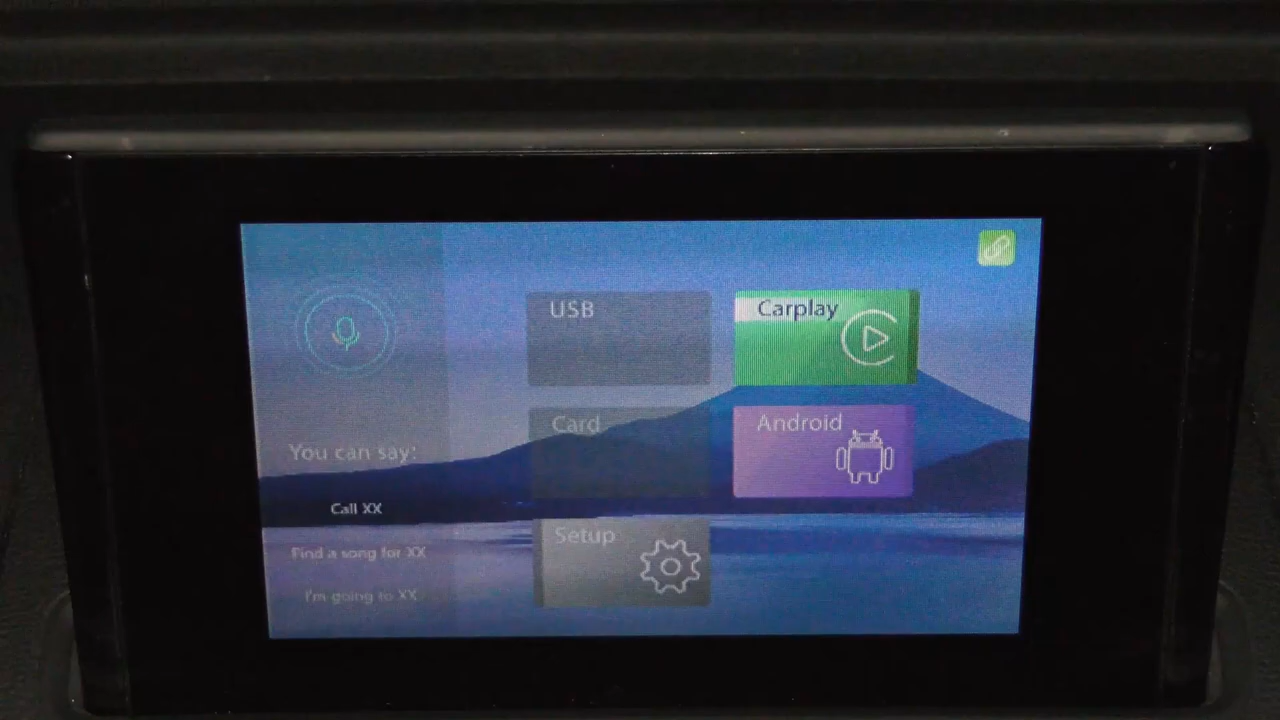 You can say:
Call XX
Find a song for XX
I'm going to XX
USB
Carplay
Card
Android
Setup